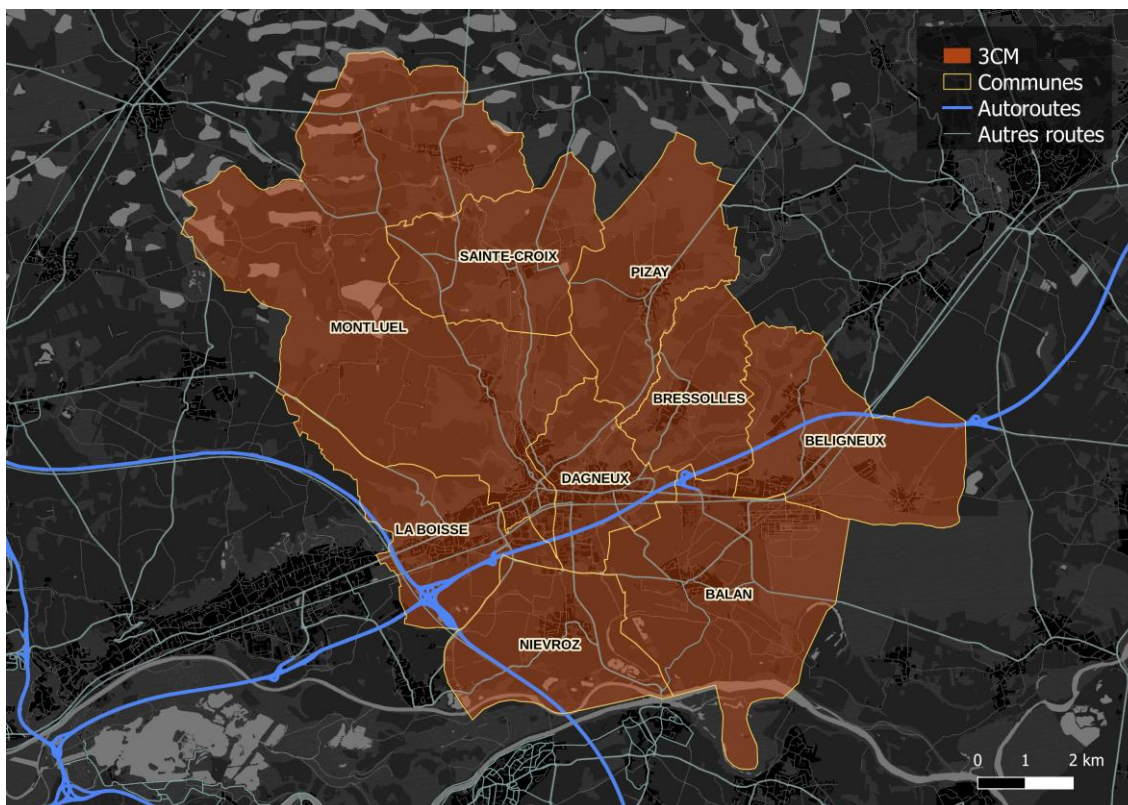 3CM
Communes
Autoroutes
Autres routes
SAINTE-CROIX
PIZAY
MONTLUEL
BRESSOLLES
BELIGNEUX
DAGNEUX
LA BOISSE
BALAN
NIEVROZ
0 1 2 km